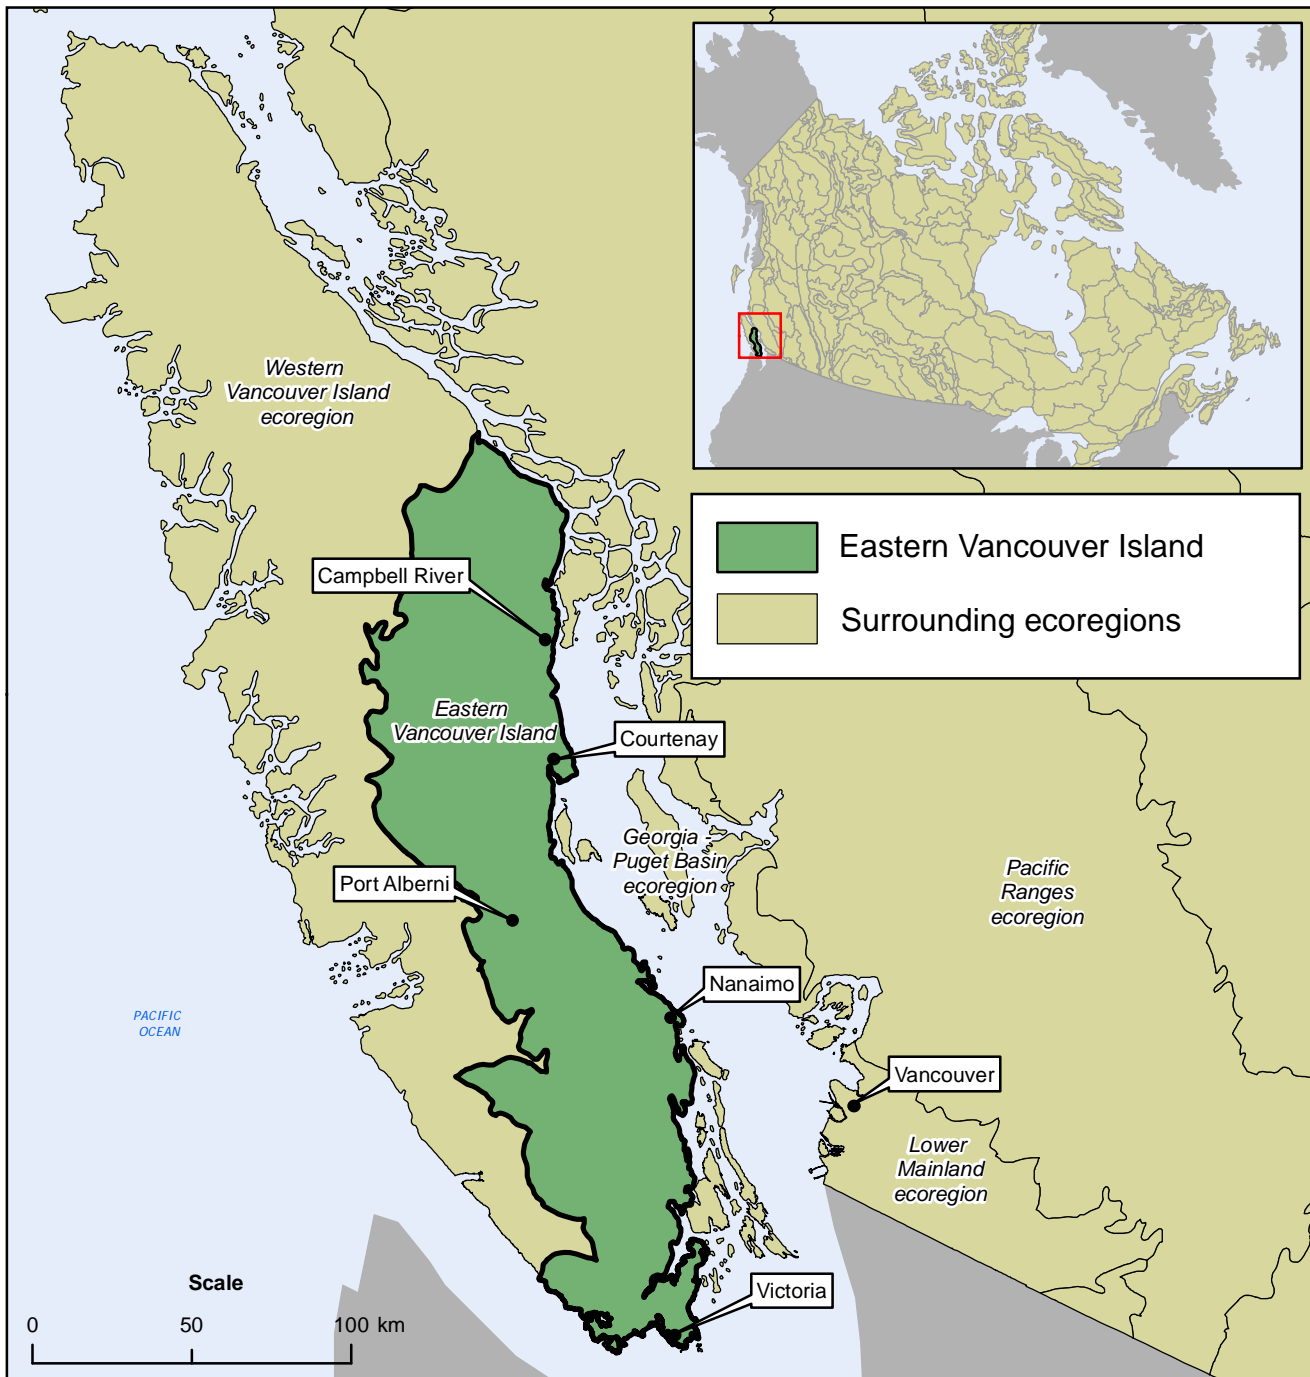 Western
Vancouver Island
ecoregion
Eastern Vancouver Island
Surrounding ecoregions
Campbell River
Eastern
Vancouver Island
Courtenay
Georgia -
Puget Basin
ecoregion
Port Alberni
Pacific
Ranges
ecoregion
Nanaimo
PACIFIC
OCEAN
Vancouver
Lower
Mainland
ecoregion
Victoria
Scale
0 50 100 km